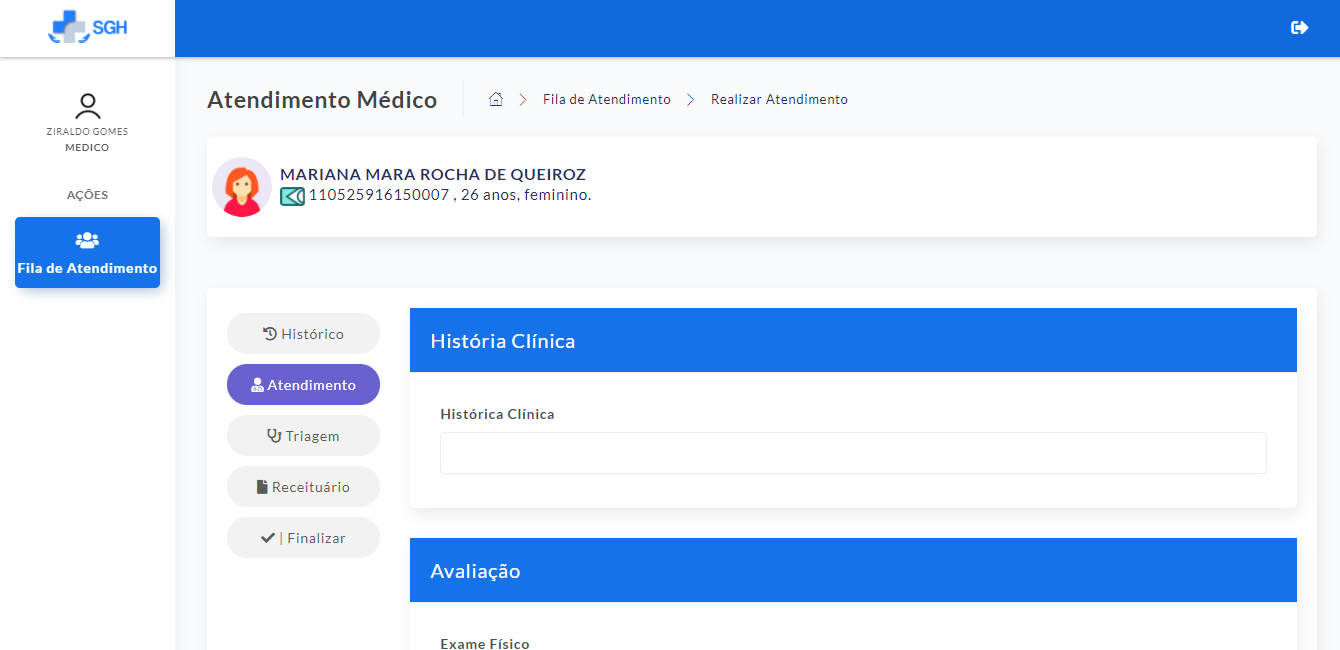 SGH
ZIRALDO GOMES
MEDICO
AÇÕES
Fila de Atendimento
Atendimento Médico
Fila de Atendimento
Realizar Atendimento
MARIANA MARA ROCHA DE QUEIROZ
110525916150007 , 26 anos, feminino.
Histórico
Atendimento
Triagem
Receituário
| Finalizar
História Clínica
Histórica Clínica
Avaliação
Exame Físico